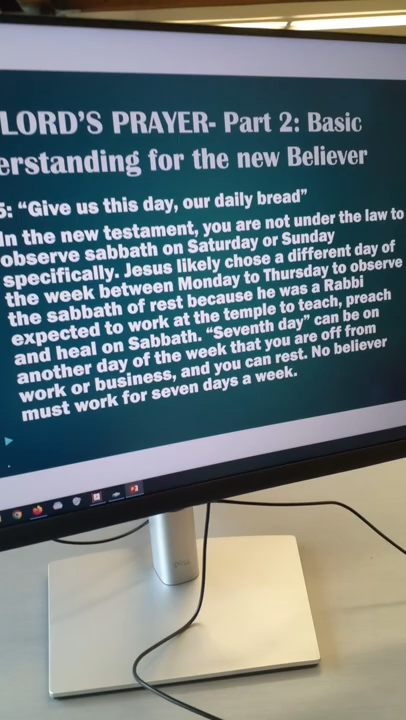 LORD'S PRAYER- Part 2: Basic
erstanding for the new Believer
5: “Give us this day, our daily bread”
In the new testament, you are not under the law to
observe sabbath on Saturday or Sunday
specifically. Jesus likely chose a different day of
the week between Monday to Thursday to observe
the sabbath of rest because he was a Rabbi
expected to work at the temple to teach, preach
and heal on Sabbath. “Seventh day” can be on
another day of the week that you are off from
work or business, and you can rest. No believer
must work for seven days a week.
DELL